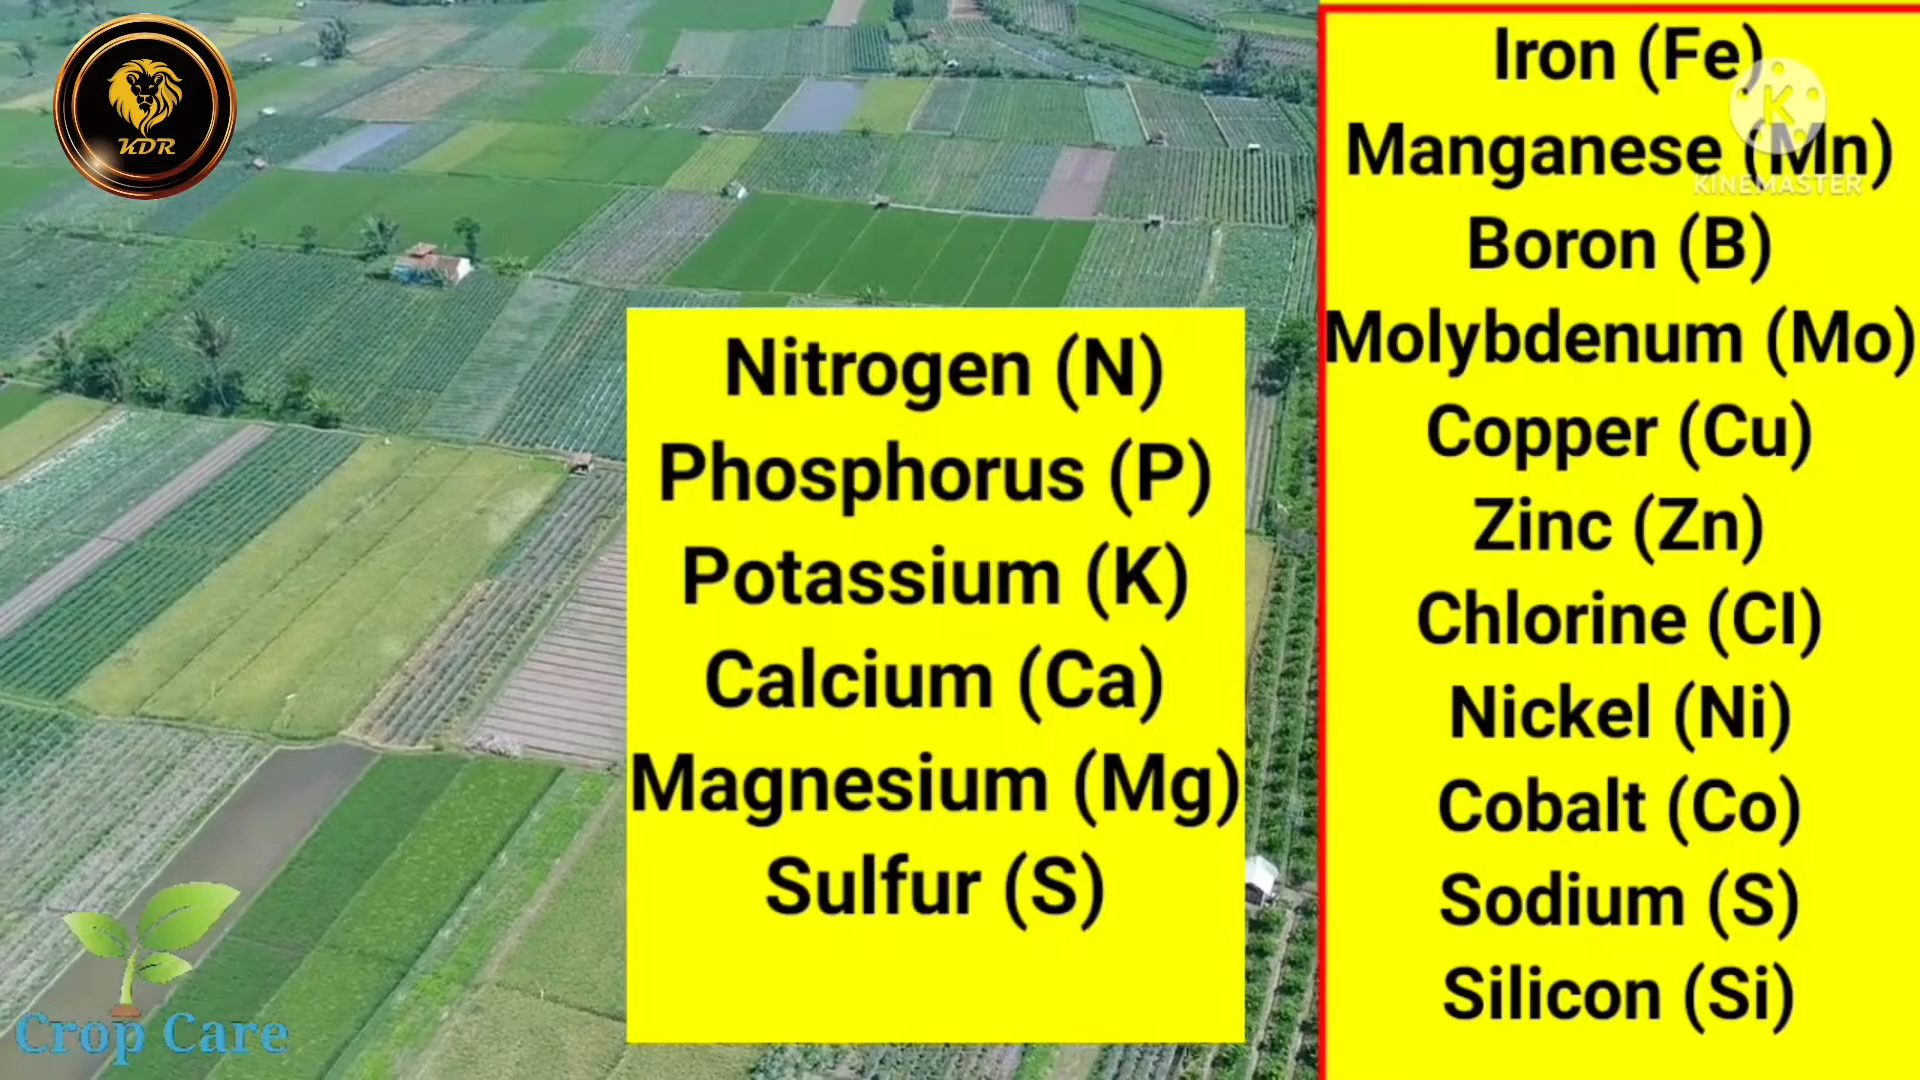 KDR
Nitrogen (N)
Phosphorus (P)
Potassium (K)
Calcium (Ca)
Magnesium (Mg)
Sulfur (S)
Iron (Fe)
Manganese (Mn)
Boron (B)
Molybdenum (Mo)
Copper (Cu)
Zinc (Zn)
Chlorine (Cl)
Nickel (Ni)
Cobalt (Co)
Sodium (S)
Silicon (Si)
K
KINEMASTER
Crop Care